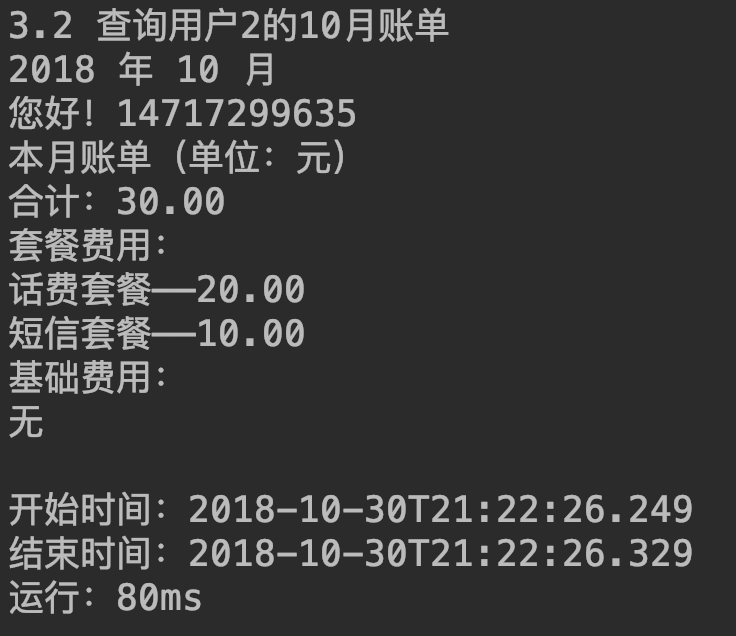 3.2 查询用户2的10月账单
2018 年 10 月
您好！14717299635
本月账单（单位：元）
合计：30.00
套餐费用：
话费套餐——20.00
短信套餐——10.00
基础费用：
无
开始时间：2018-10-30T21:22:26.249
结束时间：2018-10-30T21:22:26.329
运行：80ms